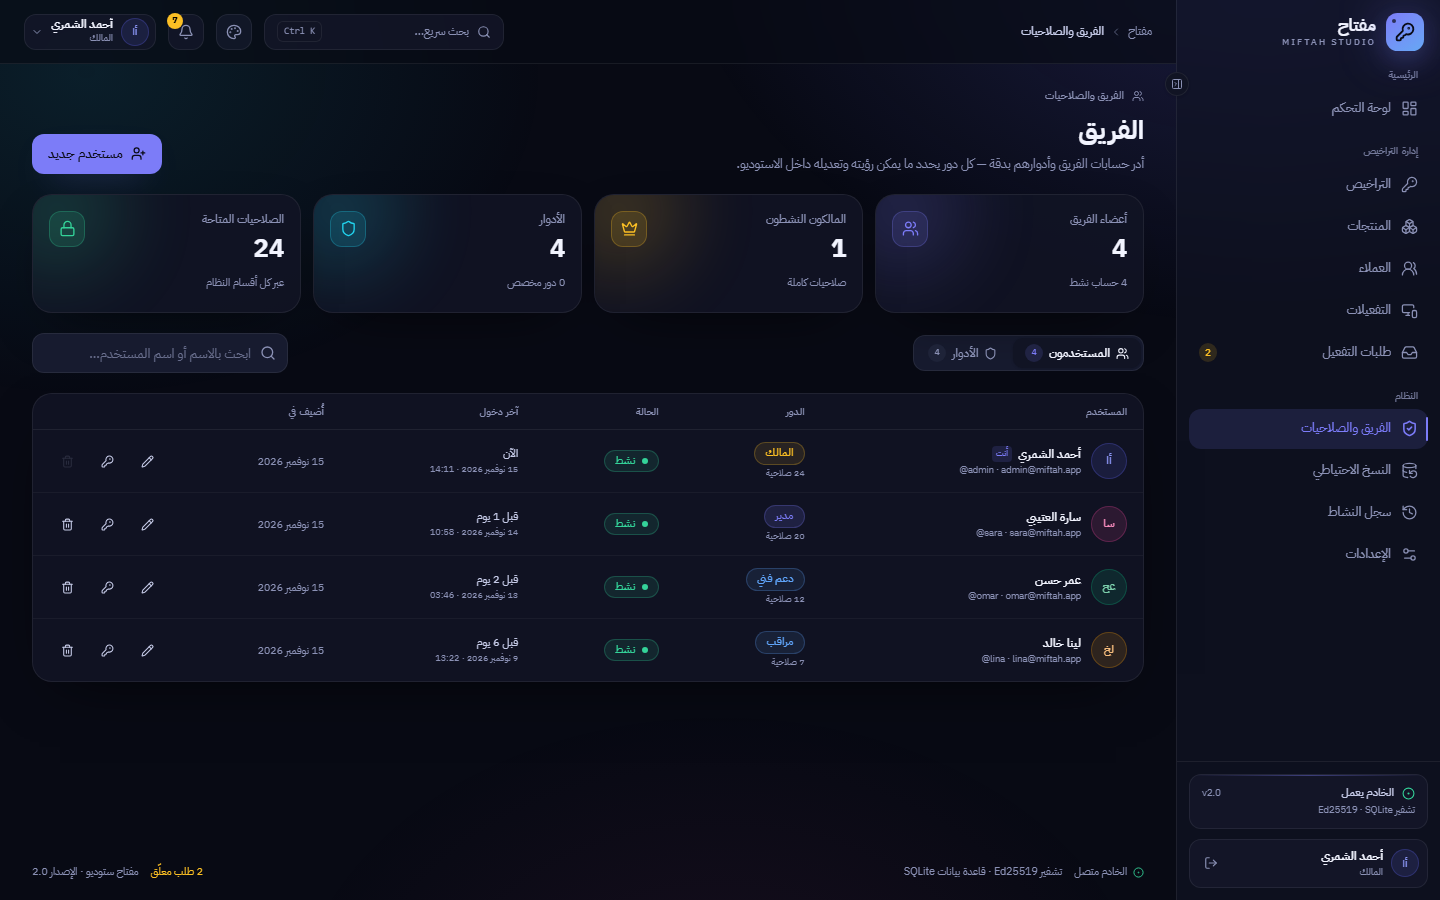 مفتاح
MIFTAH STUDIO
الرئيسية
لوحة التحكم
إدارة التراخيص
التراخيص
المنتجات
العملاء
التفعيلات
طلبات التفعيل
2
النظام
الفريق والصلاحيات
النسخ الاحتياطي
سجل النشاط
الإعدادات
الخادم يعمل
v2.0
تشفير Ed25519 · SQLite
أا
أحمد الشمري
المالك
مفتاح
الفريق والصلاحيات
بحث سريع...
Ctrl K
7
أا
أحمد الشمري
المالك
الفريق والصلاحيات
الفريق
أدر حسابات الفريق وأدوارهم بدقة — كل دور يحدد ما يمكن رؤيته وتعديله داخل الاستوديو.
مستخدم جديد
أعضاء الفريق
4
4 حساب نشط
المالكون النشطون
1
صلاحيات كاملة
الأدوار
4
0 دور مخصص
الصلاحيات المتاحة
24
عبر كل أقسام النظام
المستخدمون 4
الأدوار 4
ابحث بالاسم أو اسم المستخدم...
المستخدم الدور الحالة آخر دخول أُضيف في
أا
أحمد الشمري أنت
@admin · admin@miftah.app
المالك
24 صلاحية
نشط
الآن
15 نوفمبر 2026 · 14:11
15 نوفمبر 2026
سا
سارة العتيبي
@sara · sara@miftah.app
مدير
20 صلاحية
نشط
قبل 1 يوم
14 نوفمبر 2026 · 10:58
15 نوفمبر 2026
عح
عمر حسن
@omar · omar@miftah.app
دعم فني
12 صلاحية
نشط
قبل 2 يوم
13 نوفمبر 2026 · 03:46
15 نوفمبر 2026
لخ
لينا خالد
@lina · lina@miftah.app
مراقب
7 صلاحية
نشط
قبل 6 يوم
9 نوفمبر 2026 · 13:22
15 نوفمبر 2026
الخادم متصل
تشفير Ed25519 · قاعدة بيانات SQLite
2 طلب معلّق
مفتاح ستوديو · الإصدار 2.0